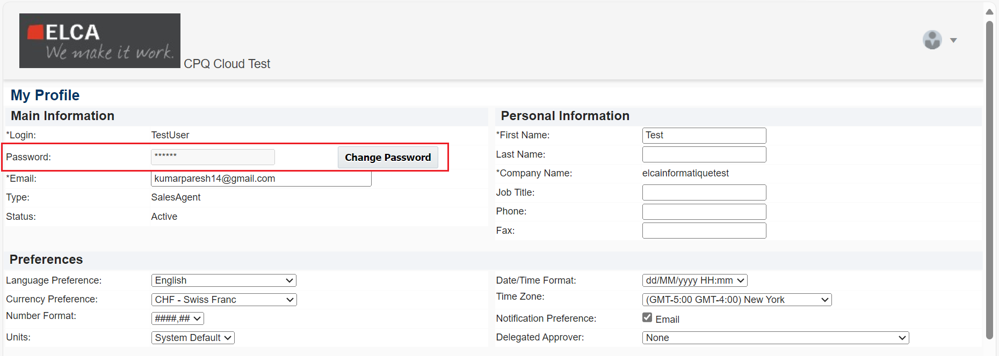 ELCA
We make it work.
CPQ Cloud Test
My Profile
Main Information
*Login: TestUser
Password: ****** Change Password
*Email: kumarparesh14@gmail.com
Type: SalesAgent
Status: Active
Personal Information
*First Name: Test
Last Name:
*Company Name: elcainformatiquetest
Job Title:
Phone:
Fax:
Preferences
Language Preference: English
Currency Preference: CHF - Swiss Franc
Number Format: ####,##
Units: System Default
Date/Time Format: dd/MM/yyyy HH:mm
Time Zone: (GMT-5:00 GMT-4:00) New York
Notification Preference: Email
Delegated Approver: None